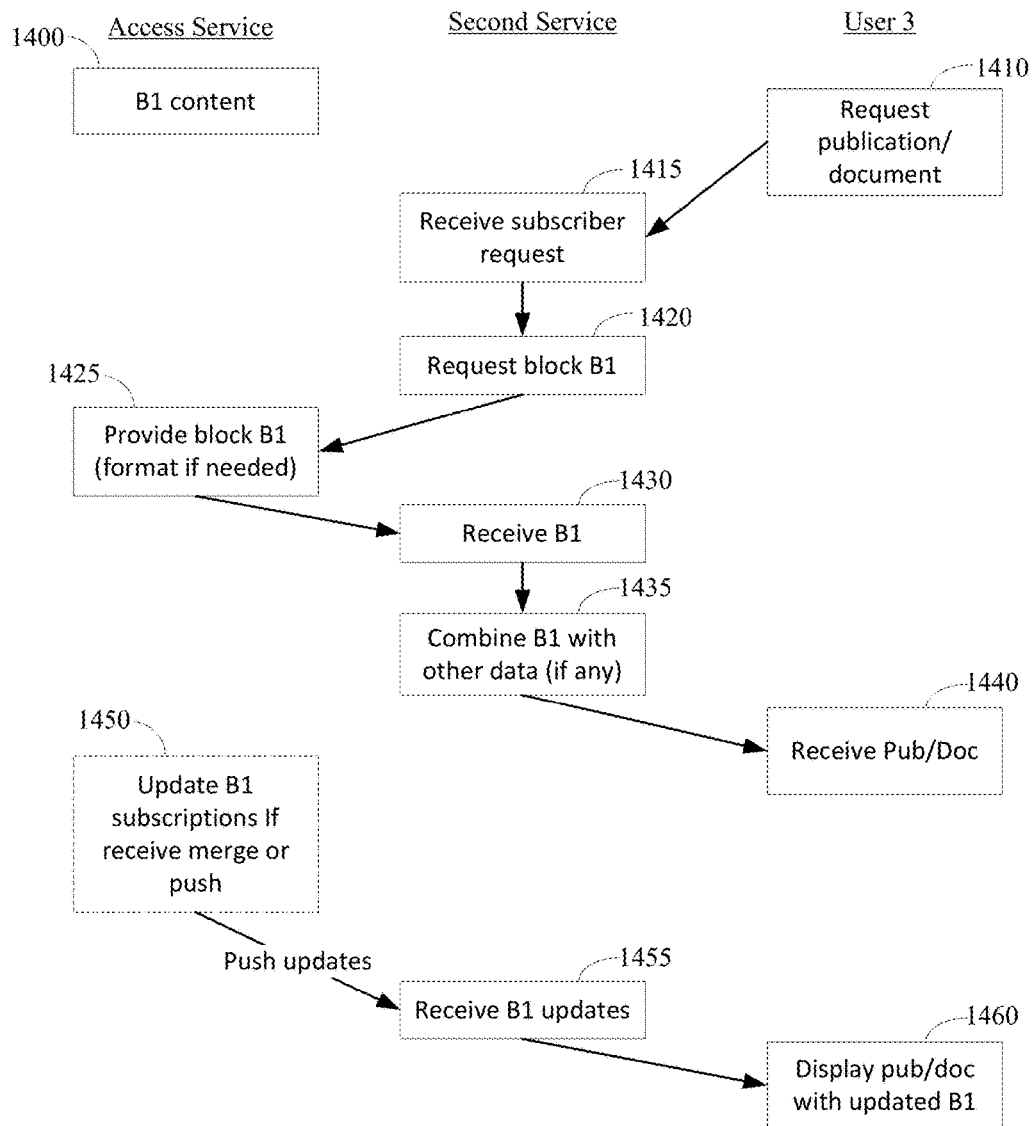 Access Service
Second Service
User 3
1400
B1 content
1410
Request
publication/
document
1415
Receive subscriber
request
1420
Request block B1
1425
Provide block B1
(format if needed)
1430
Receive B1
1435
Combine B1 with
other data (if any)
1440
Receive Pub/Doc
1450
Update B1
subscriptions If
receive merge or
push
Push updates
1455
Receive B1 updates
1460
Display pub/doc
with updated B1